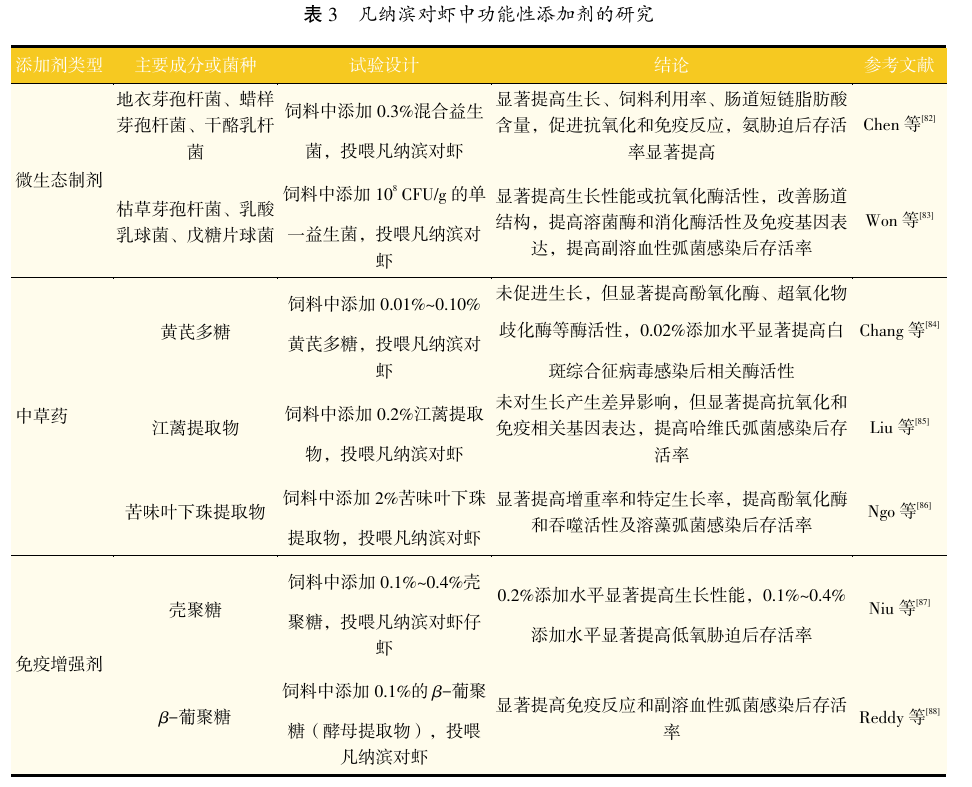 表 3 凡纳滨对虾中功能性添加剂的研究
添加剂类型 主要成分或菌种 试验设计 结论 参考文献
微生态制剂
地衣芽孢杆菌、蜡样
芽孢杆菌、干酪乳杆
菌
饲料中添加 0.3%混合益生
菌，投喂凡纳滨对虾
显著提高生长、饲料利用率、肠道短链脂肪酸
含量，促进抗氧化和免疫反应，氨胁迫后存活
率显著提高
Chen 等[82]
枯草芽孢杆菌、乳酸
乳球菌、戊糖片球菌
饲料中添加 10⁸ CFU/g 的单
一益生菌，投喂凡纳滨对
虾
显著提高生长性能或抗氧化酶活性，改善肠道
结构，提高溶菌酶和消化酶活性及免疫基因表
达，提高副溶血性弧菌感染后存活率
Won 等[83]
中草药
黄芪多糖
饲料中添加 0.01%~0.10%
黄芪多糖，投喂凡纳滨对
虾
未促进生长，但显著提高酚氧化酶、超氧化物
歧化酶等酶活性，0.02%添加水平显著提高白
斑综合征病毒感染后相关酶活性
Chang 等[84]
江蓠提取物
饲料中添加 0.2%江蓠提取
物，投喂凡纳滨对虾
未对生长产生差异影响，但显著提高抗氧化和
免疫相关基因表达，提高哈维氏弧菌感染后存
活率
Liu 等[85]
苦味叶下珠提取物
饲料中添加 2%苦味叶下珠
提取物，投喂凡纳滨对虾
显著提高增重率和特定生长率，提高酚氧化酶
和吞噬活性及溶藻弧菌感染后存活率
Ngo 等[86]
免疫增强剂
壳聚糖
饲料中添加 0.1%~0.4%壳
聚糖，投喂凡纳滨对虾仔
虾
0.2%添加水平显著提高生长性能，0.1%~0.4%
添加水平显著提高低氧胁迫后存活率
Niu 等[87]
β-葡聚糖
饲料中添加 0.1%的β-葡聚
糖（酵母提取物），投喂
凡纳滨对虾
显著提高免疫反应和副溶血性弧菌感染后存活
率
Reddy 等[88]